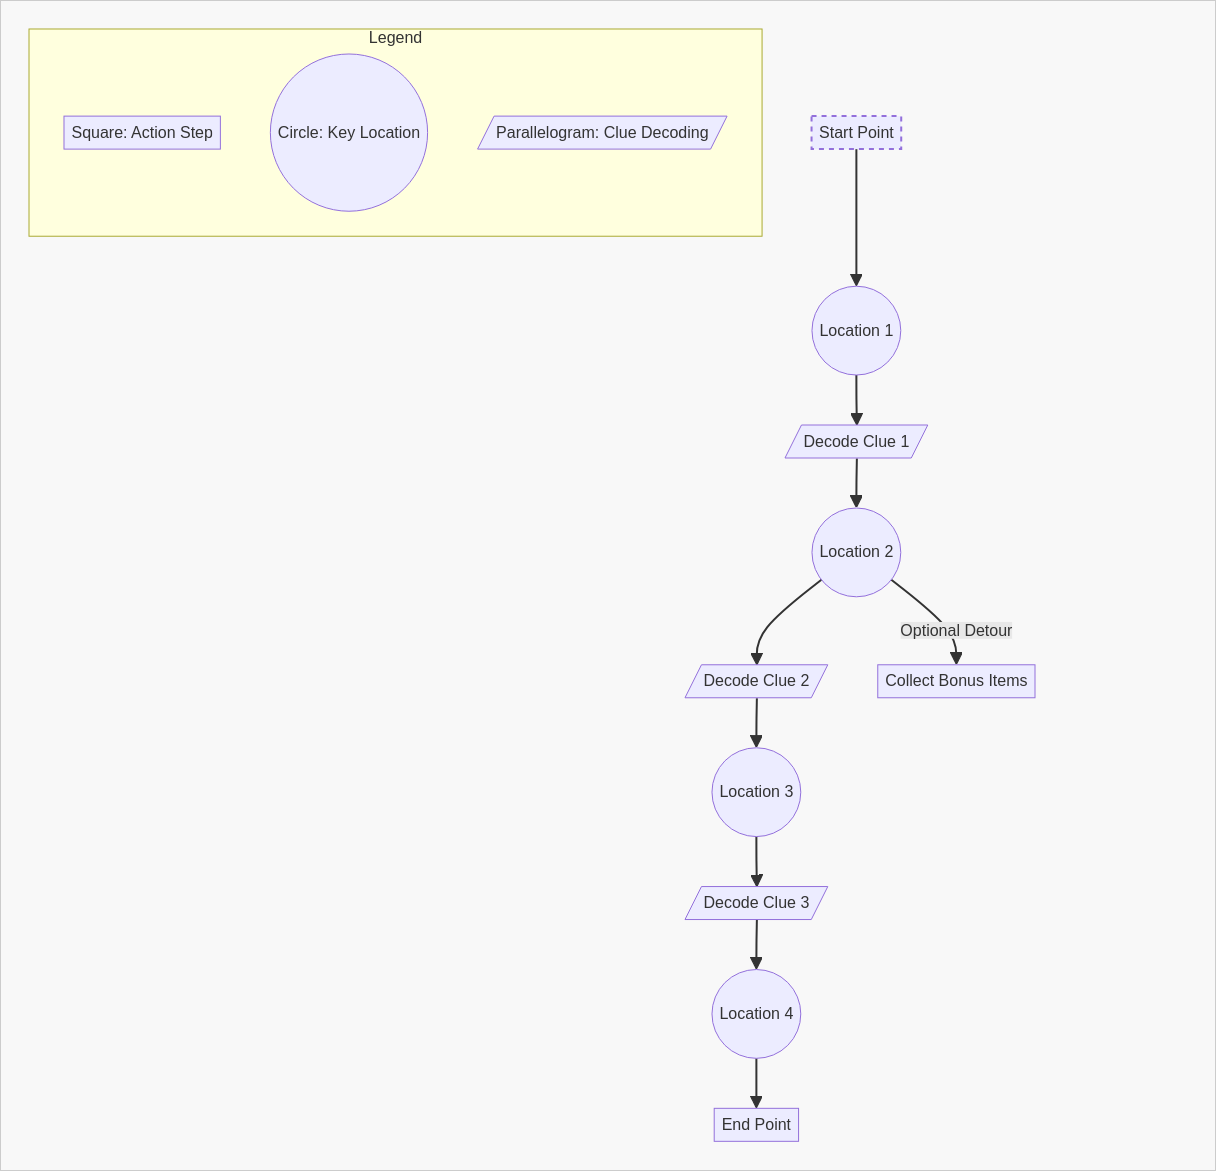 Legend
Square: Action Step
Circle: Key Location
Parallelogram: Clue Decoding
Start Point
Location 1
Decode Clue 1
Location 2
Optional Detour
Decode Clue 2
Collect Bonus Items
Location 3
Decode Clue 3
Location 4
End Point